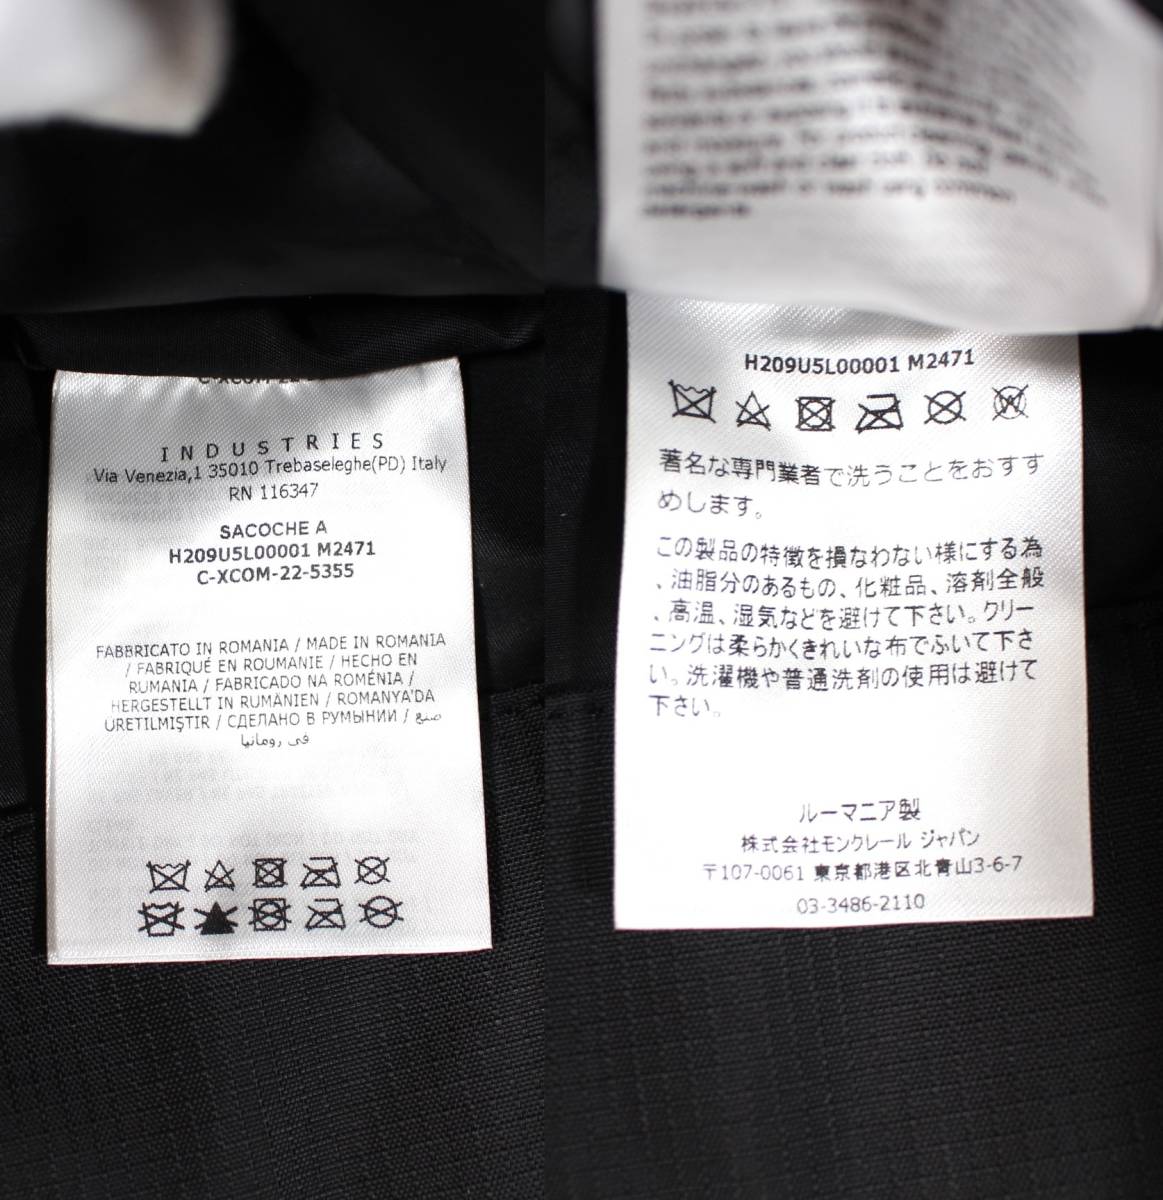 INDUSTRIES
Via Venezia,1 35010 Trebaseleghe(PD) Italy
RN 116347
SACOCHE A
H209U5L00001 M2471
C-XCOM-22-5355
FABBRICATO IN ROMANIA / MADE IN ROMANIA
/ FABRIQUÉ EN ROUMANIE / HECHO EN
RUMANIA / FABRICADO NA ROMÉNIA /
HERGESTELLT IN RUMÄNIEN / ROMANYA'DA
ÜRETILMIŞTIR / СДЕЛАНО В РУМЫНИИ / صنع
في رومانيا
H209U5L00001 M2471
著名な専門業者で洗うことをおすす
めします。
この製品の特徴を損なわない様にする為
、油脂分のあるもの、化粧品、溶剤全般
、高温、湿気などを避けて下さい。クリー
ニングは柔らかくきれいな布でふいて下さ
い。洗濯機や普通洗剤の使用は避けて
下さい。
ルーマニア製
株式会社モンクレール ジャパン
〒107-0061 東京都港区北青山3-6-7
03-3486-2110